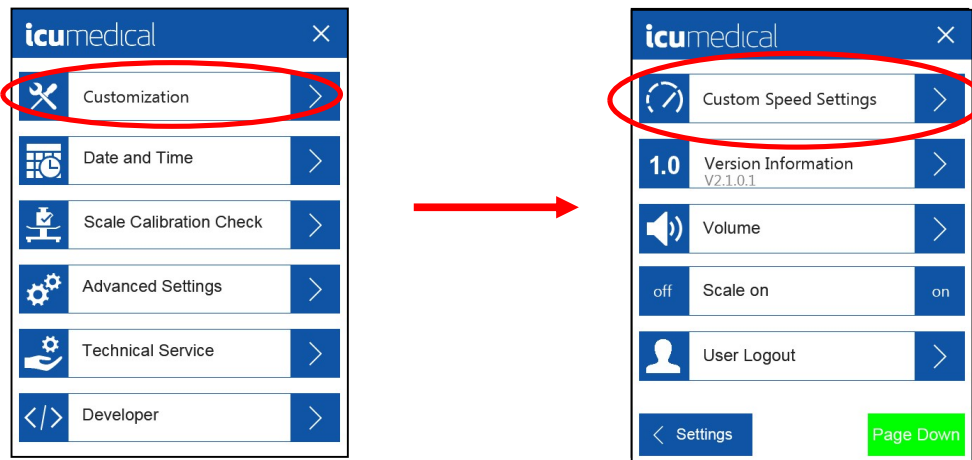 icumedical
Customization
Date and Time
Scale Calibration Check
Advanced Settings
Technical Service
</> Developer
icumedical
Custom Speed Settings
1.0 Version Information
V2.1.0.1
Volume
off Scale on on
User Logout
< Settings Page Down